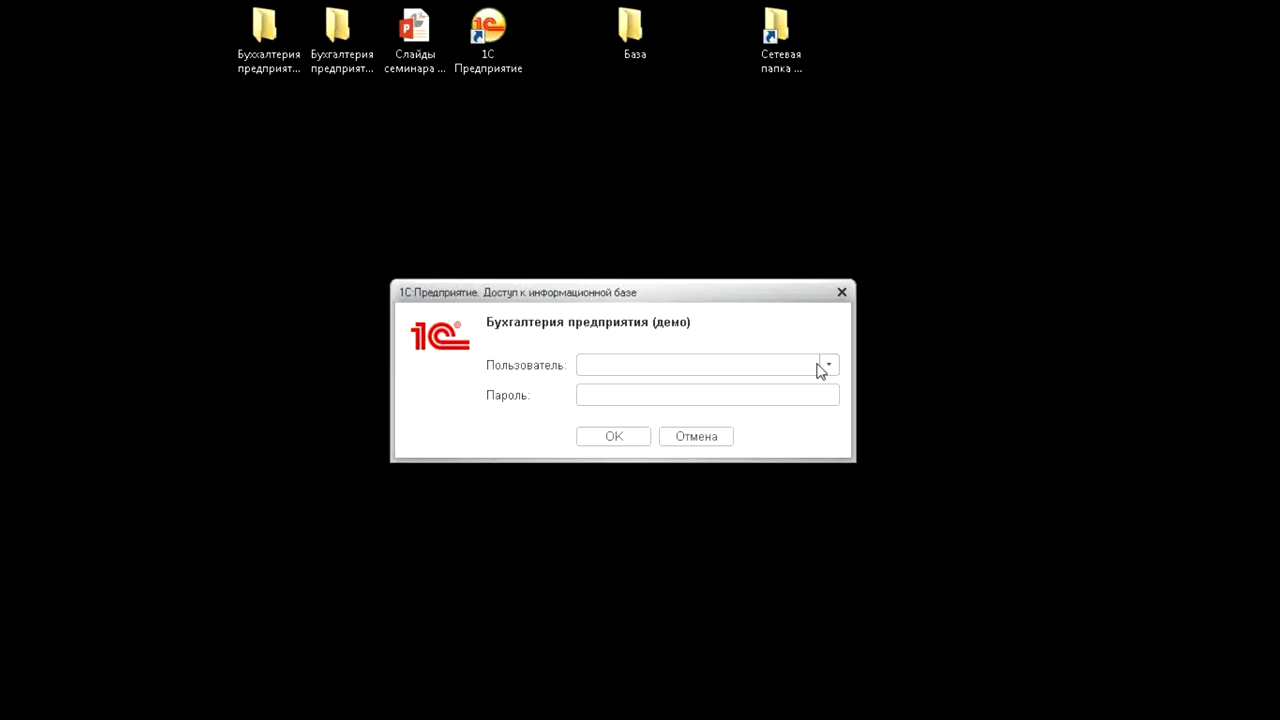 Бухгалтерия
предприят...
Бухгалтерия
предприят...
Слайды
семинара ...
1С
Предприятие
База
Сетевая
папка ...
1С:Предприятие. Доступ к информационной базе
1С
Бухгалтерия предприятия (демо)
Пользователь:
Пароль:
OK
Отмена